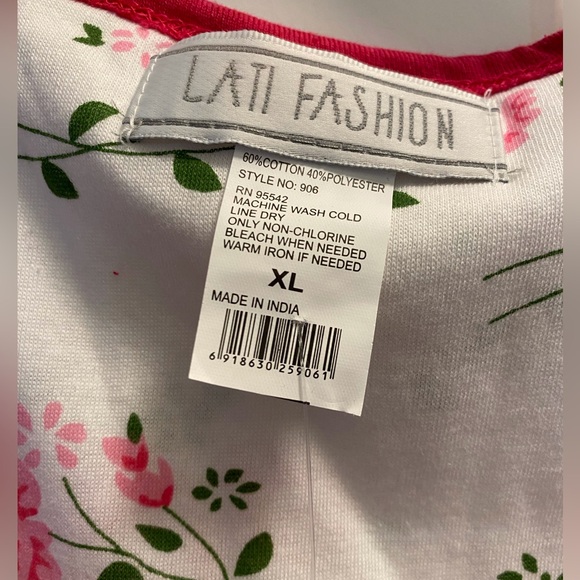 LATI FASHION
60%COTTON 40%POLYESTER
STYLE NO: 906
RN 95542
MACHINE WASH COLD
LINE DRY
ONLY NON-CHLORINE
BLEACH WHEN NEEDED
WARM IRON IF NEEDED
XL
MADE IN INDIA
6 918630 259061